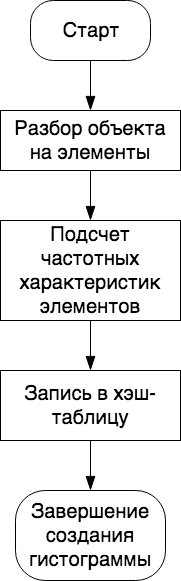 Старт
Разбор объекта
на элементы
Подсчет
частотных
характеристик
элементов
Запись в хэш-
таблицу
Завершение
создания
гистограммы